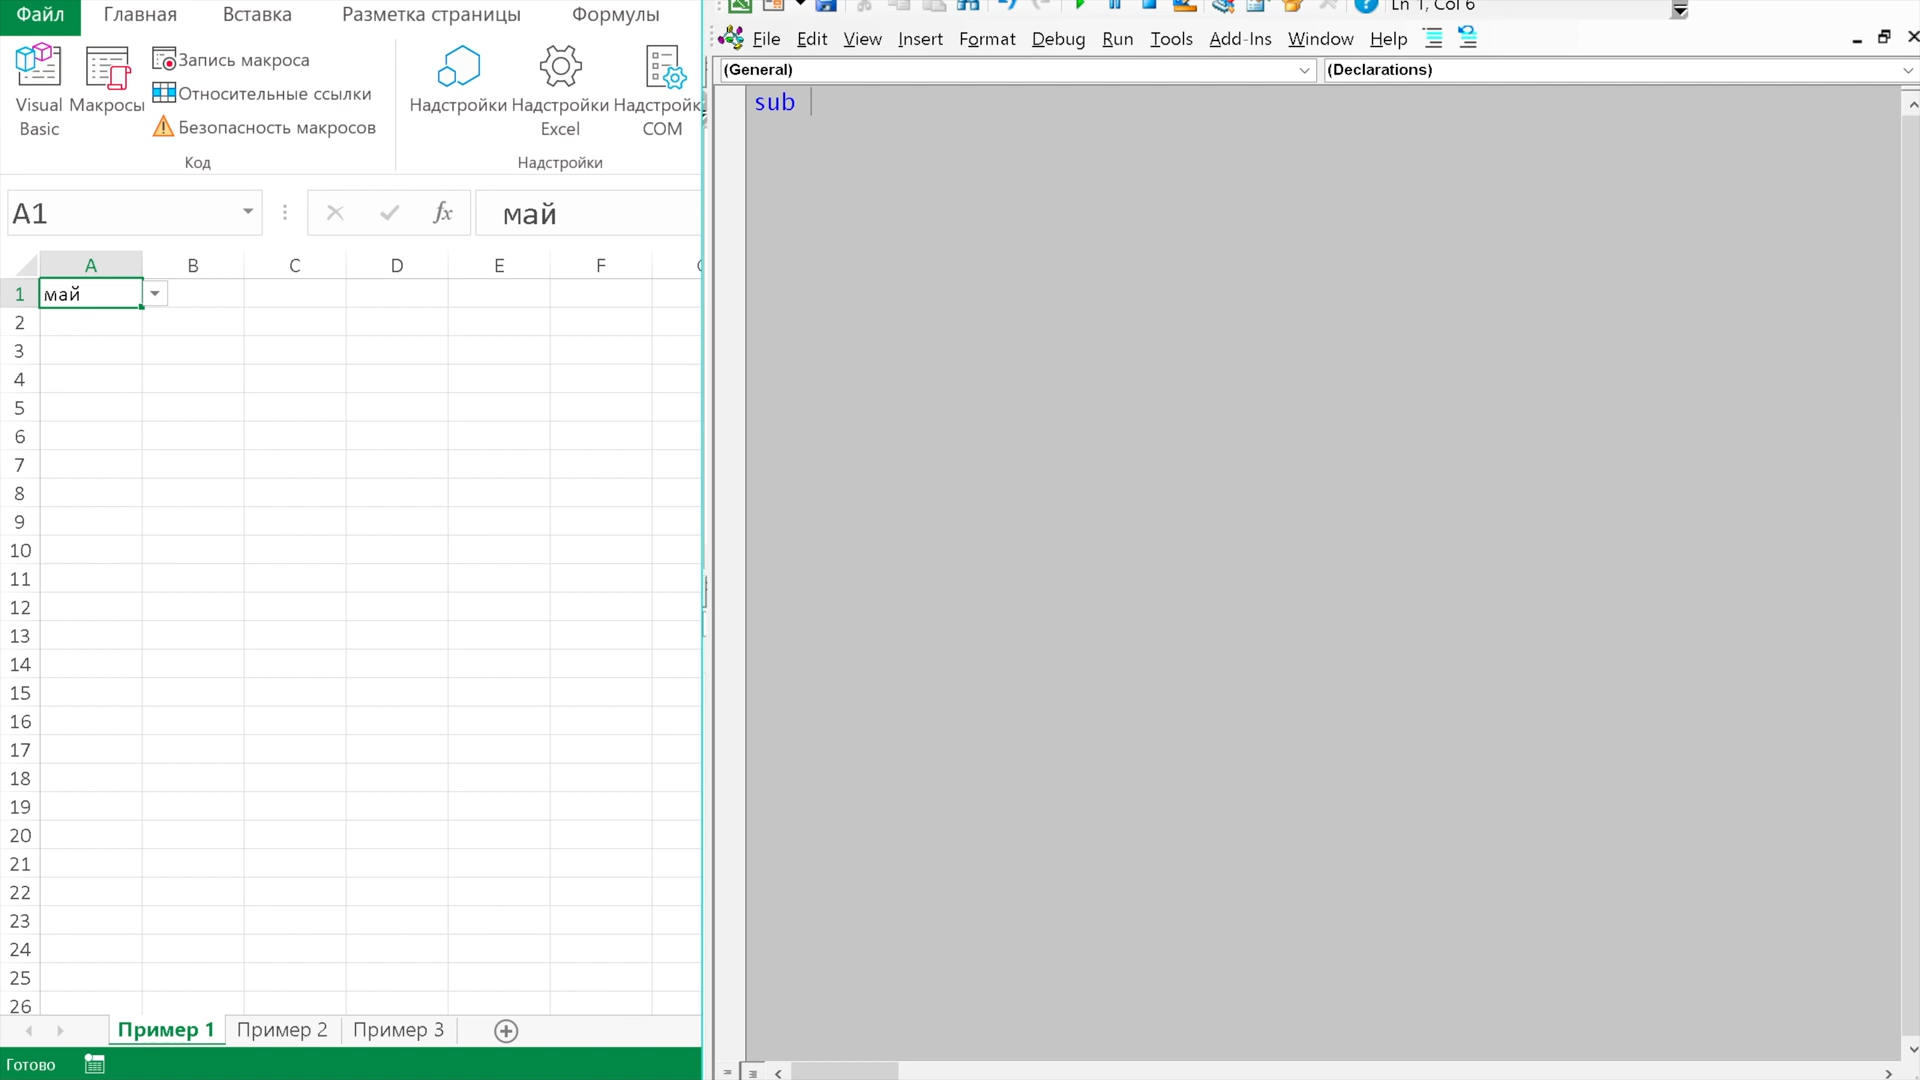 Файл Главная Вставка Разметка страницы Формулы
Visual Basic
Макросы
Запись макроса
Относительные ссылки
Безопасность макросов
Код
Надстройки
Надстройки Excel
Надстройк COM
Надстройки
A1 fx май
A B C D E F
1 май
2
3
4
5
6
7
8
9
10
11
12
13
14
15
16
17
18
19
20
21
22
23
24
25
26
Пример 1 Пример 2 Пример 3
Готово
Ln 1, Col 6
File Edit View Insert Format Debug Run Tools Add-Ins Window Help
(General) (Declarations)
sub